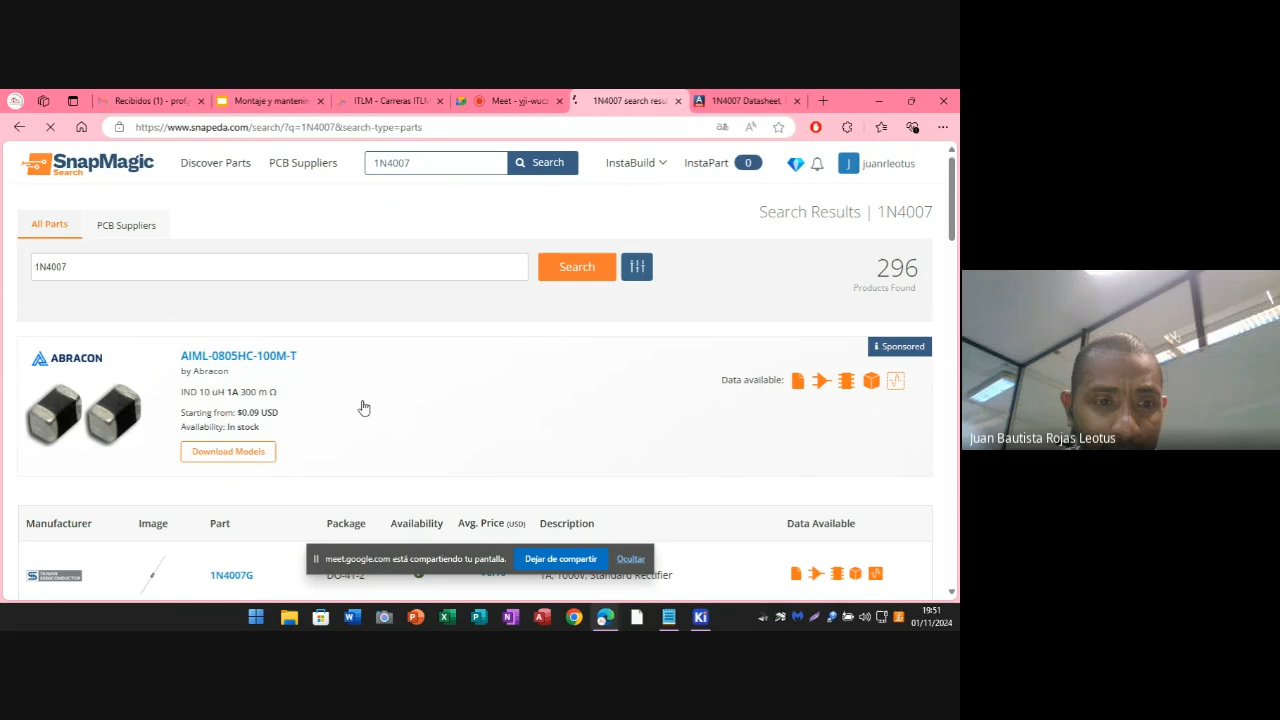 Recibidos (1) - prof.
Montaje y mantenin
ITLM - Carreras ITLM
Meet - yji-wucz
1N4007 search resu
1N4007 Datasheet,
https://www.snapeda.com/search/?q=1N4007&search-type=parts
SnapMagic
Search
Discover Parts
PCB Suppliers
1N4007
Search
InstaBuild
InstaPart
0
J
juanrleotus
Search Results | 1N4007
All Parts
PCB Suppliers
1N4007
Search
296
Products Found
ABRACON
AIML-0805HC-100M-T
by Abracon
IND 10 uH 1A 300 m Ω
Starting from: $0.09 USD
Availability: In stock
Download Models
Sponsored
Data available:
Manufacturer Image Part Package Availability Avg. Price (USD) Description Data Available
1N4007G
DO-41-2
1A, 1000V, Standard Rectifier
meet.google.com está compartiendo tu pantalla.
Dejar de compartir
Ocultar
Ki
19:51
01/11/2024
Juan Bautista Rojas Leotus